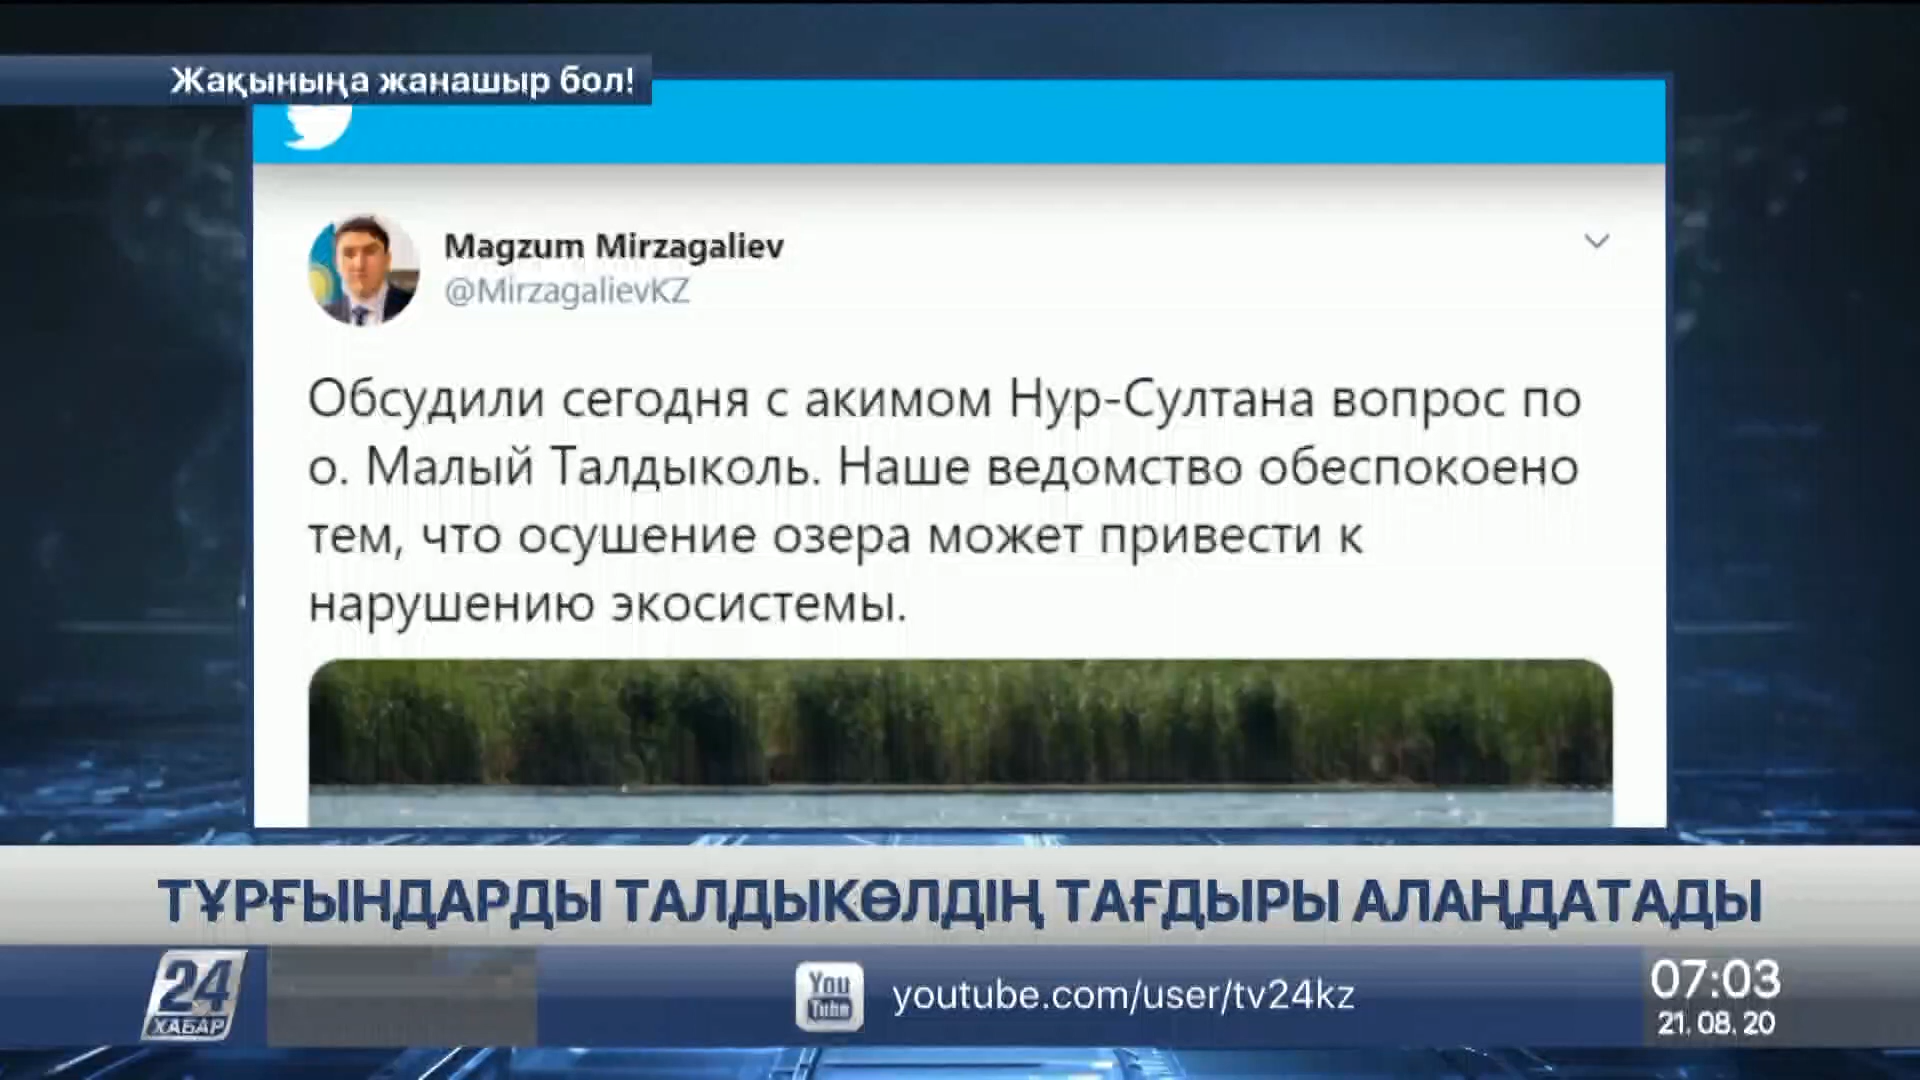 Жақыныңа жанашыр бол!
Magzum Mirzagaliev
@MirzagalievKZ
Обсудили сегодня с акимом Нур-Султана вопрос по
о. Малый Талдыколь. Наше ведомство обеспокоено
тем, что осушение озера может привести к
нарушению экосистемы.
ТҰРҒЫНДАРДЫ ТАЛДЫКӨЛДІҢ ТАҒДЫРЫ АЛАҢДАТАДЫ
24
ХАБАР
You
Tube
youtube.com/user/tv24kz
07:03
21. 08. 20